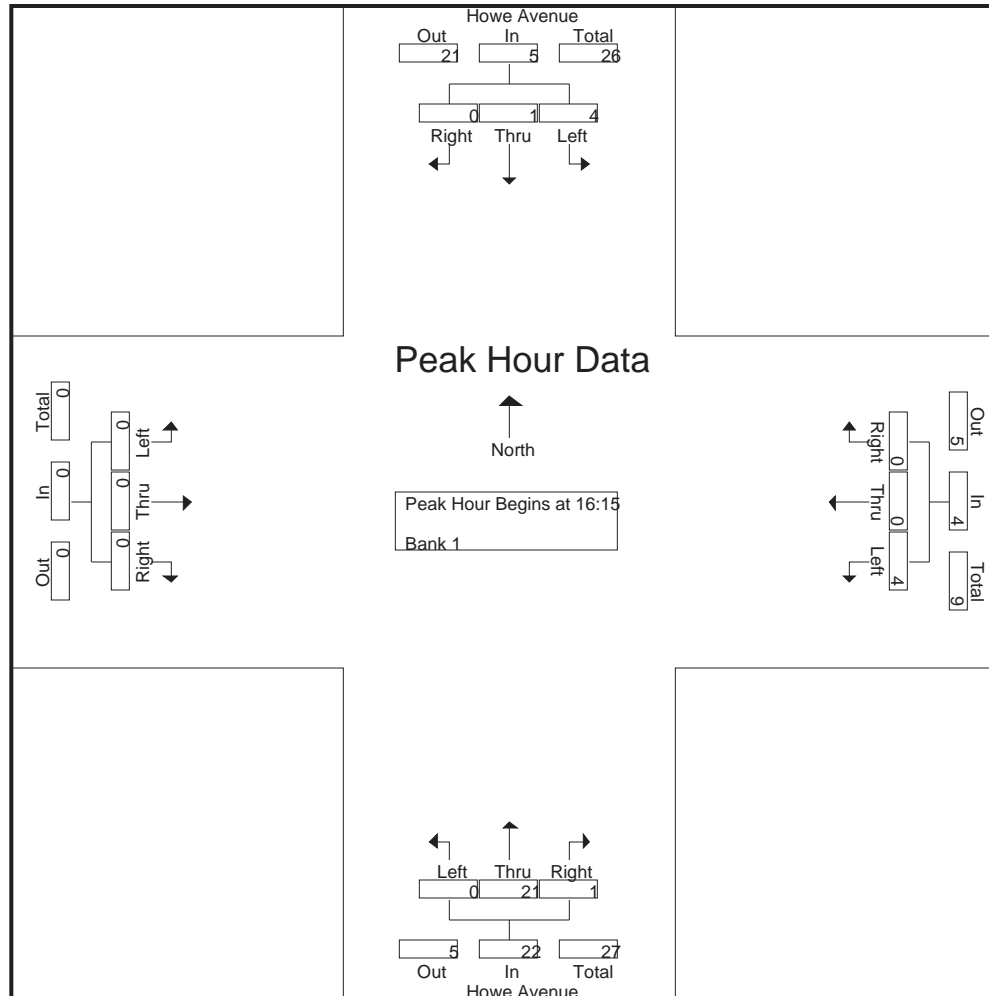 Howe Avenue
Out In Total
21 5 26
0 1 4
Right Thru Left
Peak Hour Data
North
Peak Hour Begins at 16:15
Bank 1
Total 0
In 0
Out 0
Left 0
Thru 0
Right 0
Right 0
Thru 0
Left 4
Out 5
In 4
Total 9
Left Thru Right
0 21 1
5 22 27
Out In Total
Howe Avenue